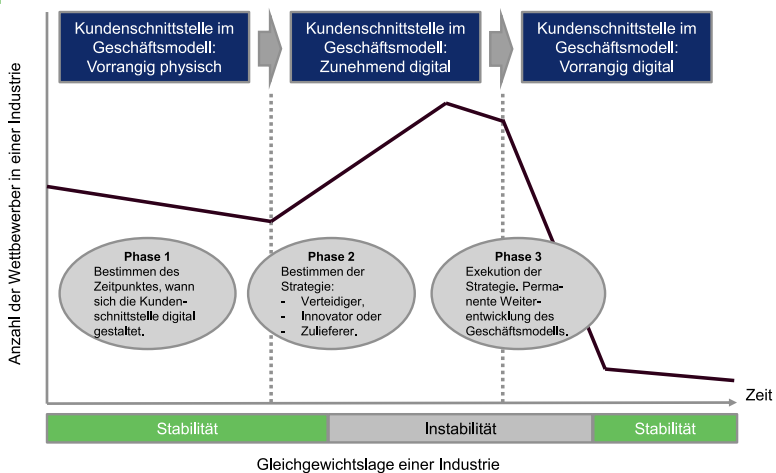 Kundenschnittstelle im
Geschäftsmodell:
Vorrangig physisch
Kundenschnittstelle im
Geschäftsmodell:
Zunehmend digital
Kundenschnittstelle im
Geschäftsmodell:
Vorrangig digital
Anzahl der Wettbewerber in einer Industrie
Phase 1
Bestimmen des
Zeitpunktes, wann
sich die Kunden-
schnittstelle digital
gestaltet.
Phase 2
Bestimmen der
Strategie:
- Verteidiger,
- Innovator oder
- Zulieferer.
Phase 3
Exekution der
Strategie. Perma-
nente Weiter-
entwicklung des
Geschäftsmodells.
Zeit
Stabilität
Instabilität
Stabilität
Gleichgewichtslage einer Industrie